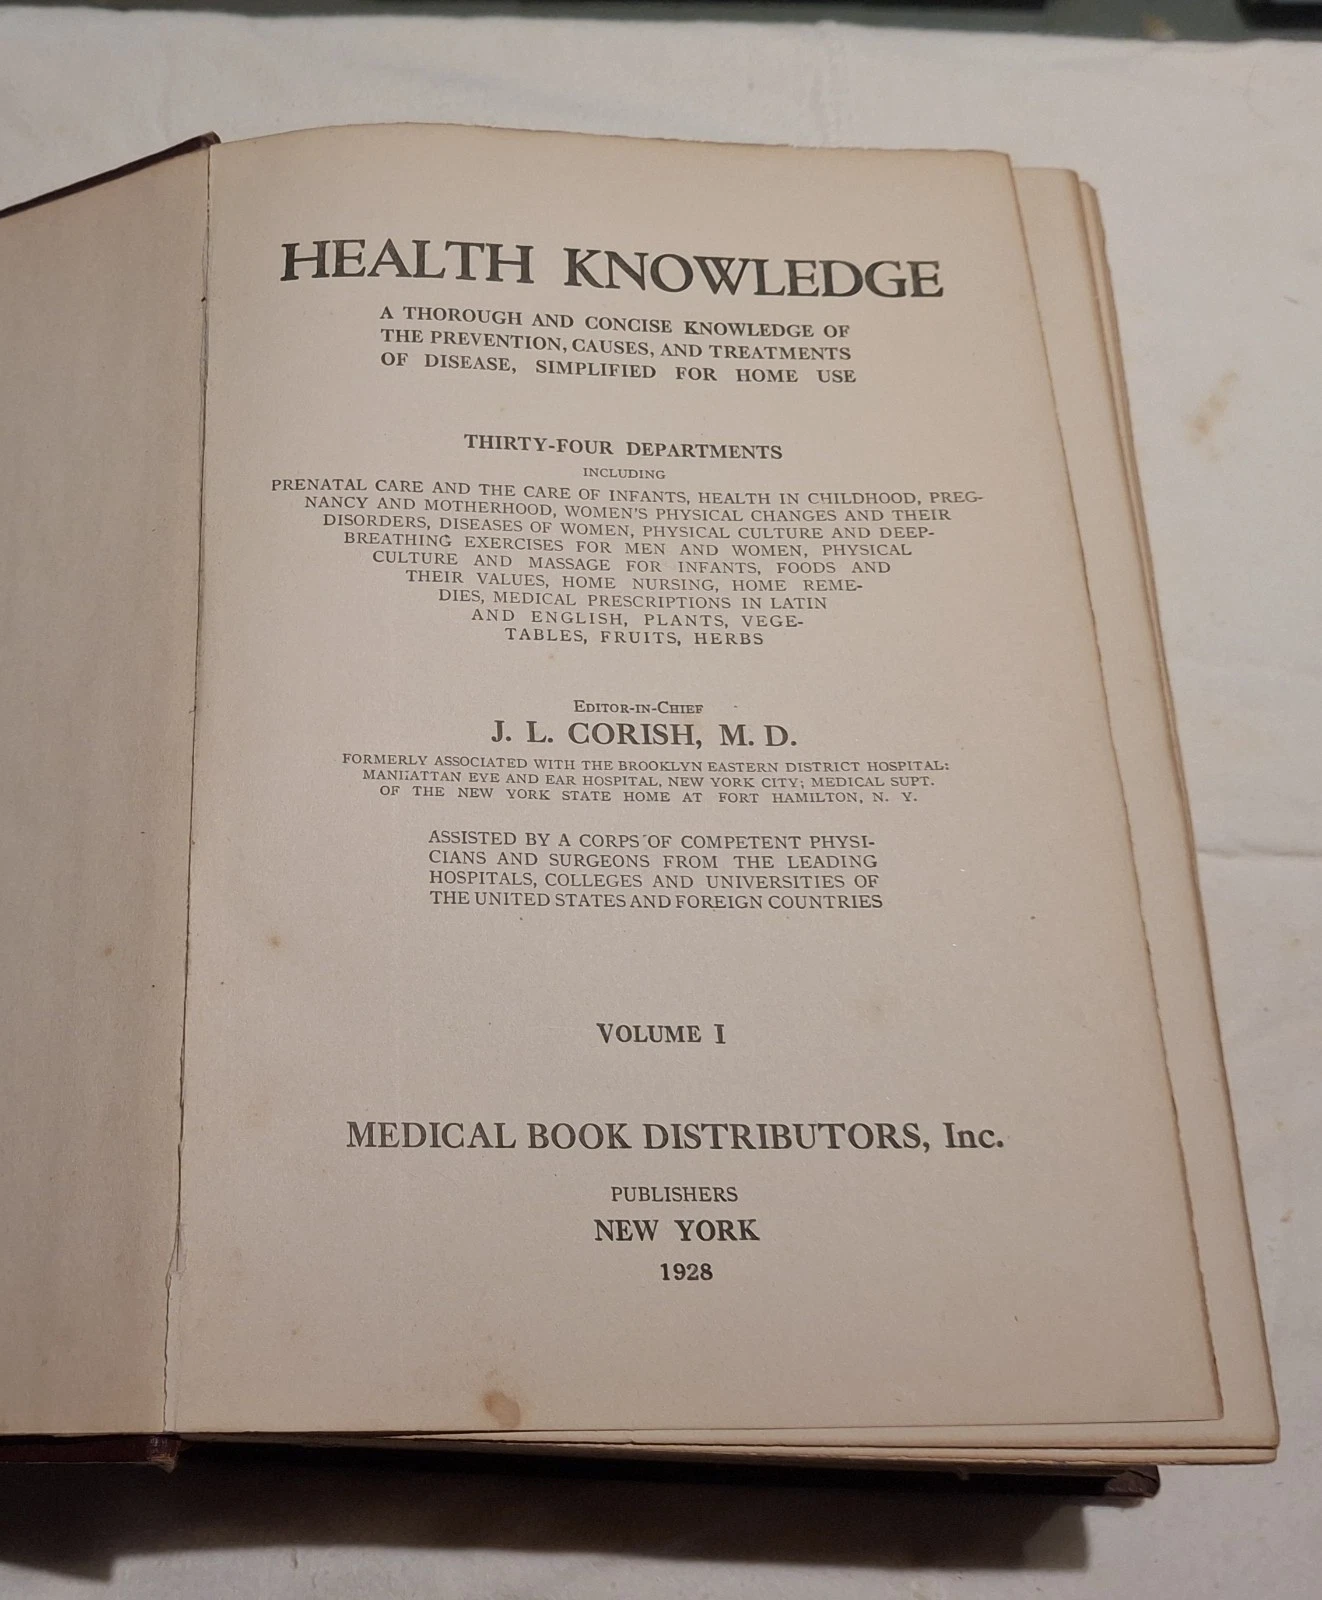 HEALTH KNOWLEDGE
A THOROUGH AND CONCISE KNOWLEDGE OF
THE PREVENTION, CAUSES, AND TREATMENTS
OF DISEASE, SIMPLIFIED FOR HOME USE
THIRTY-FOUR DEPARTMENTS
INCLUDING
PRENATAL CARE AND THE CARE OF INFANTS, HEALTH IN CHILDHOOD, PREG-
NANCY AND MOTHERHOOD, WOMEN'S PHYSICAL CHANGES AND THEIR
DISORDERS, DISEASES OF WOMEN, PHYSICAL CULTURE AND DEEP-
BREATHING EXERCISES FOR MEN AND WOMEN, PHYSICAL
CULTURE AND MASSAGE FOR INFANTS, FOODS AND
THEIR VALUES, HOME NURSING, HOME REME-
DIES, MEDICAL PRESCRIPTIONS IN LATIN
AND ENGLISH, PLANTS, VEGE-
TABLES, FRUITS, HERBS
EDITOR-IN-CHIEF
J. L. CORISH, M. D.
FORMERLY ASSOCIATED WITH THE BROOKLYN EASTERN DISTRICT HOSPITAL:
MANHATTAN EYE AND EAR HOSPITAL, NEW YORK CITY; MEDICAL SUPT.
OF THE NEW YORK STATE HOME AT FORT HAMILTON, N. Y.
ASSISTED BY A CORPS OF COMPETENT PHYSI-
CIANS AND SURGEONS FROM THE LEADING
HOSPITALS, COLLEGES AND UNIVERSITIES OF
THE UNITED STATES AND FOREIGN COUNTRIES
VOLUME I
MEDICAL BOOK DISTRIBUTORS, Inc.
PUBLISHERS
NEW YORK
1928